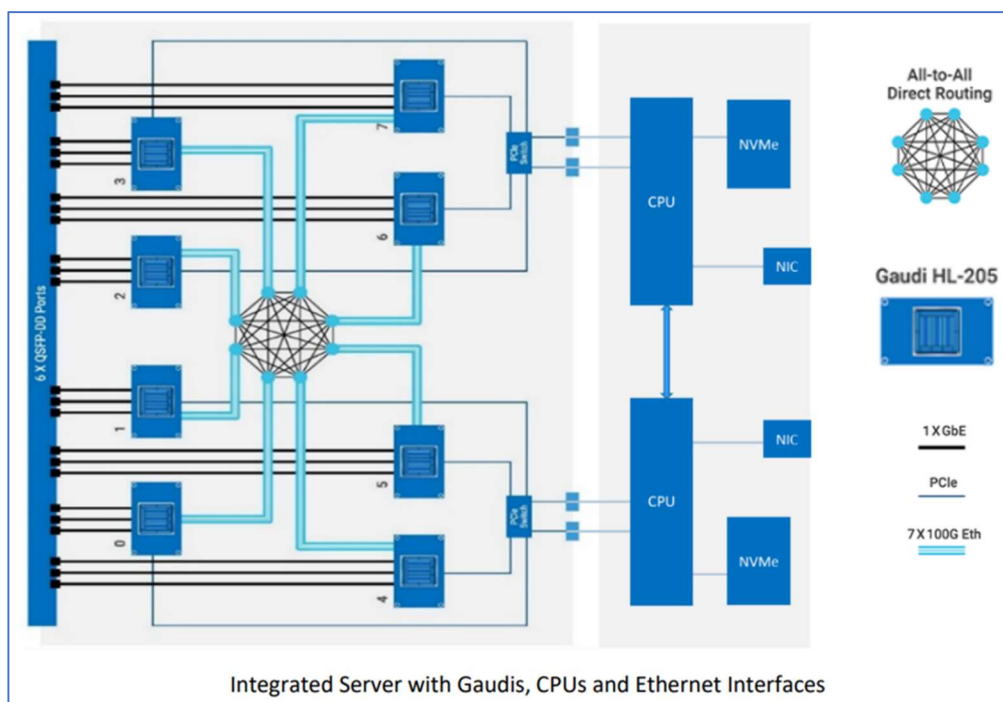 6 X QSFP-DD Ports
3
2
1
0
7
6
5
4
PCIe
Switch
PCIe
Switch
CPU
CPU
NVMe
NIC
NIC
NVMe
All-to-All
Direct Routing
Gaudi HL-205
1 X GbE
PCIe
7 X 100G Eth
Integrated Server with Gaudis, CPUs and Ethernet Interfaces